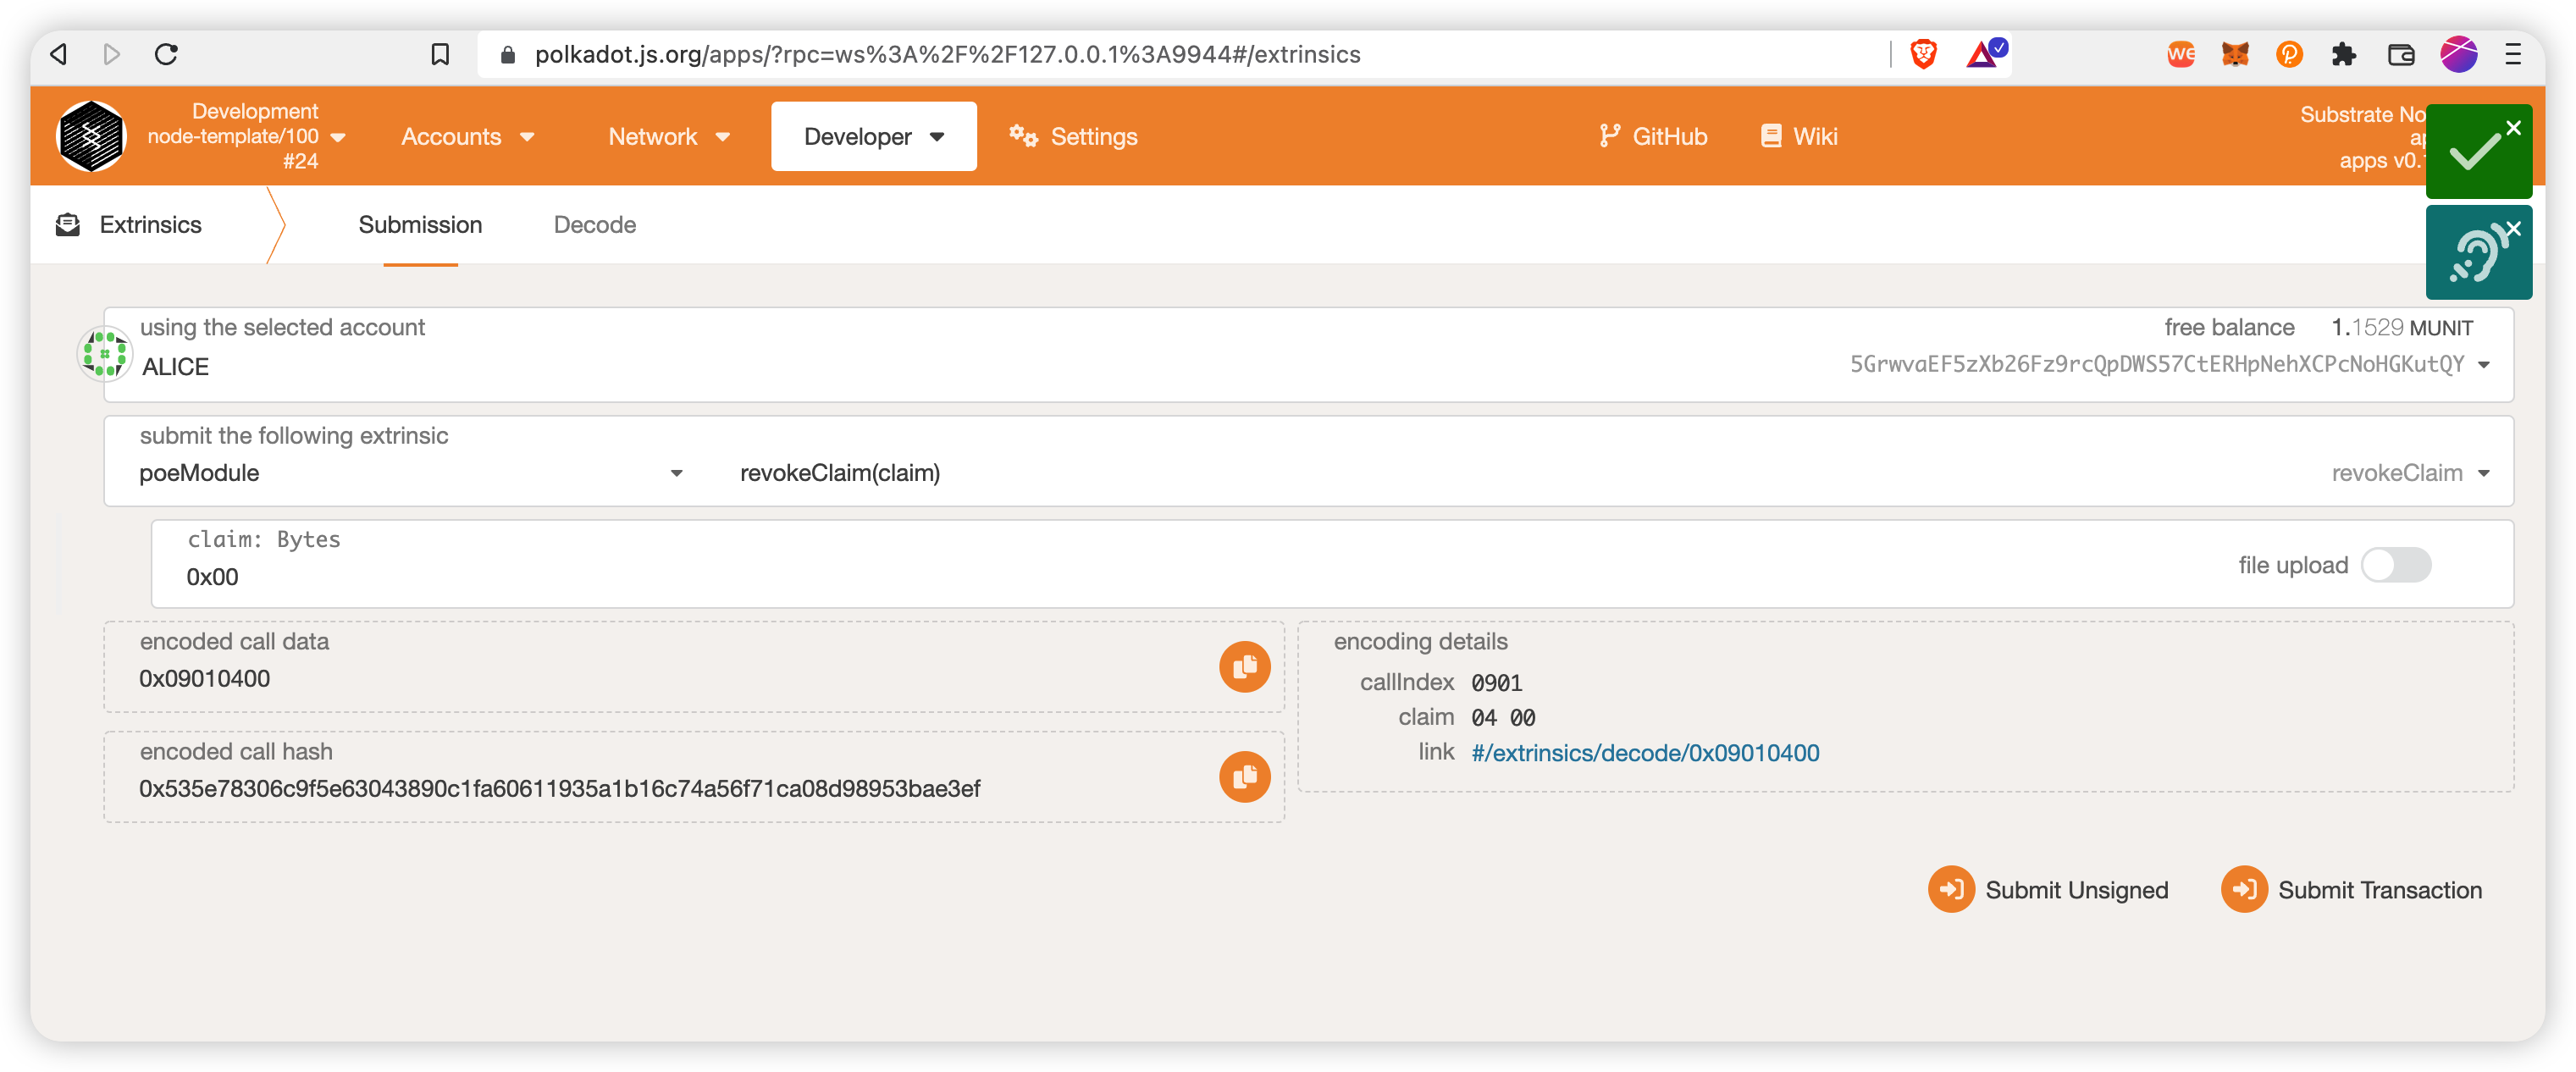 polkadot.js.org/apps/?rpc=ws%3A%2F%2F127.0.0.1%3A9944#/extrinsics
Development
node-template/100
#24
Accounts
Network
Developer
Settings
GitHub
Wiki
Substrate No
apps v0.
Extrinsics
Submission
Decode
using the selected account
ALICE
free balance 1.1529 MUNIT
5GrwvaEF5zXb26Fz9rcQpDWS57CtERHpNehXCPcNoHGKutQY
submit the following extrinsic
poeModule
revokeClaim(claim)
revokeClaim
claim: Bytes
0x00
file upload
encoded call data
0x09010400
encoding details
callIndex 0901
claim 04 00
link #/extrinsics/decode/0x09010400
encoded call hash
0x535e78306c9f5e63043890c1fa60611935a1b16c74a56f71ca08d98953bae3ef
Submit Unsigned
Submit Transaction